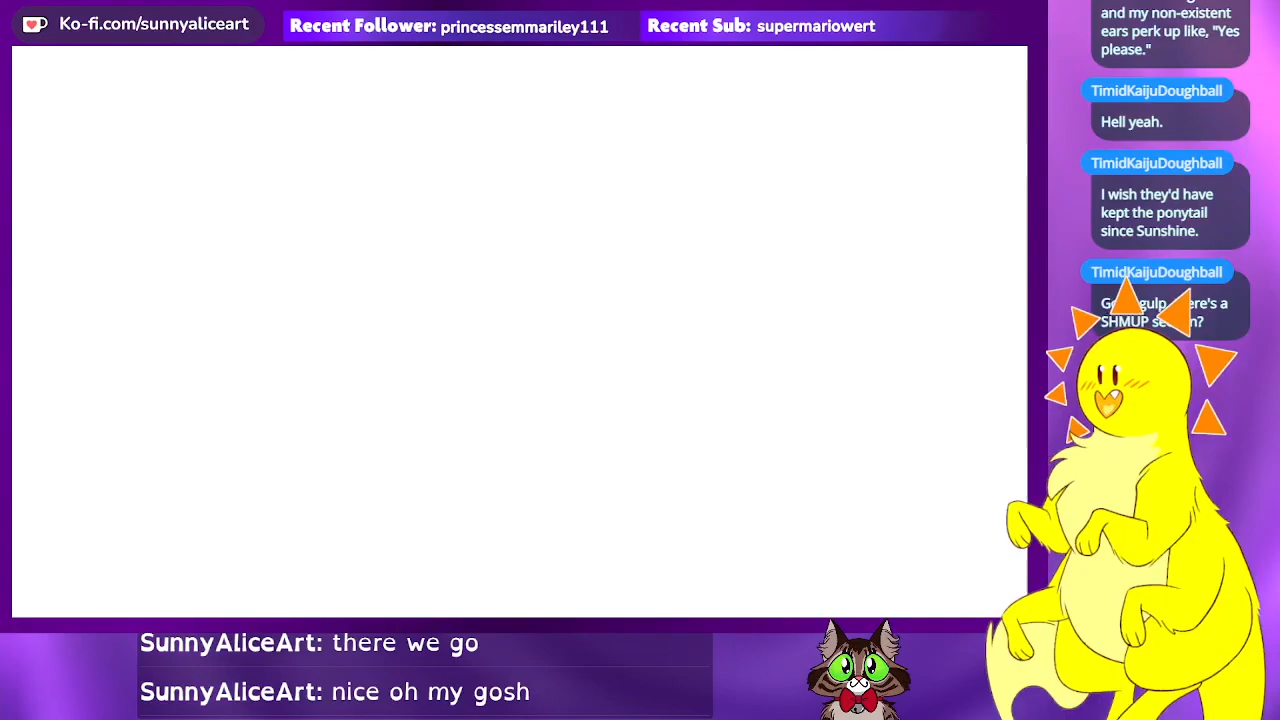 Ko-fi.com/sunnyaliceart
Recent Follower: princessemmariley111
Recent Sub: supermariowert
and my non-existent
ears perk up like, "Yes
please."
TimidKaijuDoughball
Hell yeah.
TimidKaijuDoughball
I wish they'd have
kept the ponytail
since Sunshine.
TimidKaijuDoughball
gulp a
SHMUP
SunnyAliceArt: there we go
SunnyAliceArt: nice oh my gosh